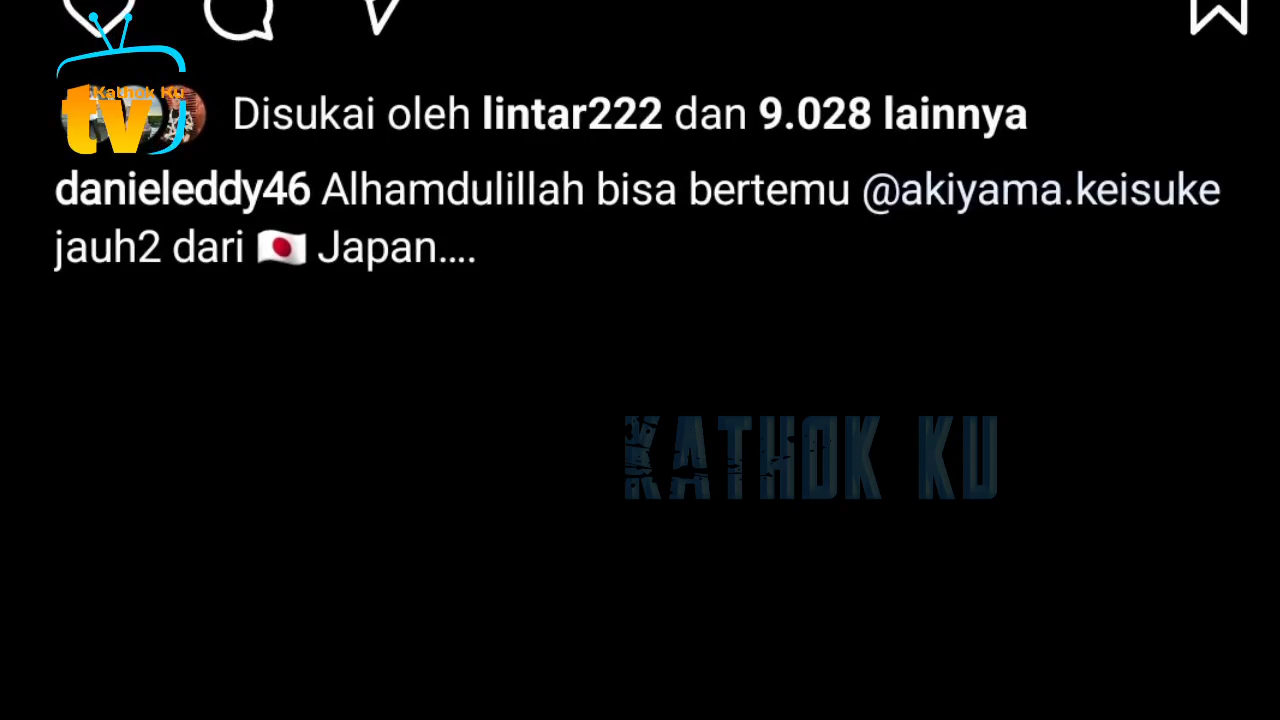 Kathok Ku
tv
Disukai oleh lintar222 dan 9.028 lainnya
danieleddy46 Alhamdulillah bisa bertemu @akiyama.keisuke
jauh2 dari 🇯🇵 Japan....
KATHOK KU